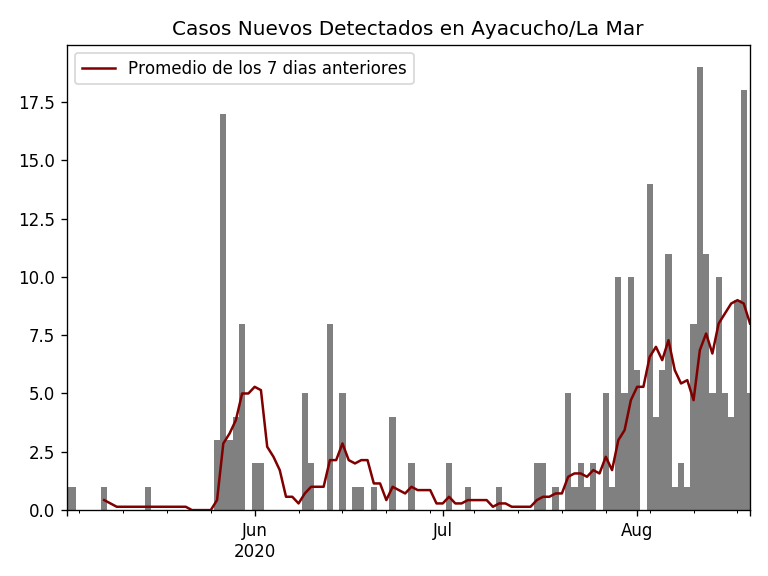 Casos Nuevos Detectados en Ayacucho/La Mar
Promedio de los 7 dias anteriores
17.5
15.0
12.5
10.0
7.5
5.0
2.5
0.0
Jun
2020
Jul
Aug